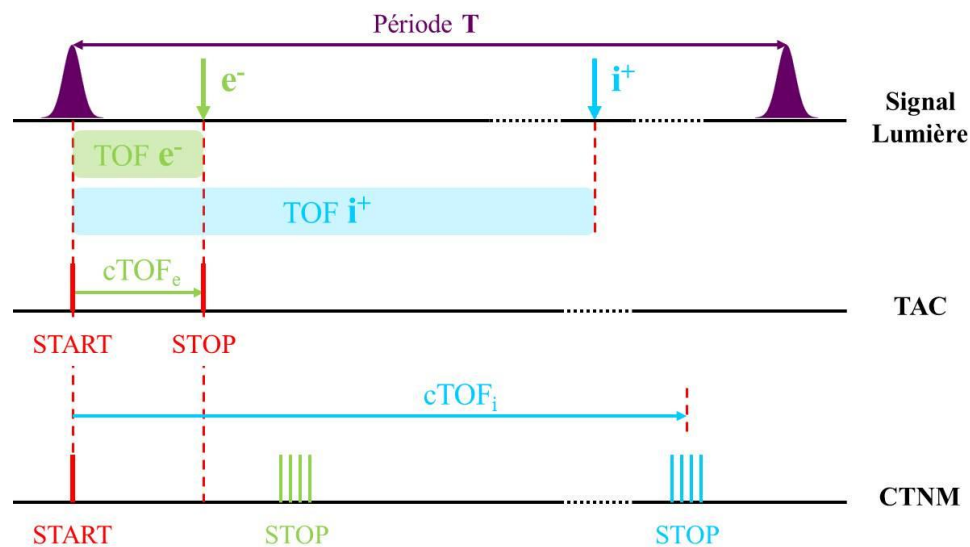 Période T
e-
i+
Signal
Lumière
TOF e-
TOF i+
cTOFe
TAC
START
STOP
cTOFi
CTNM
START
STOP
STOP